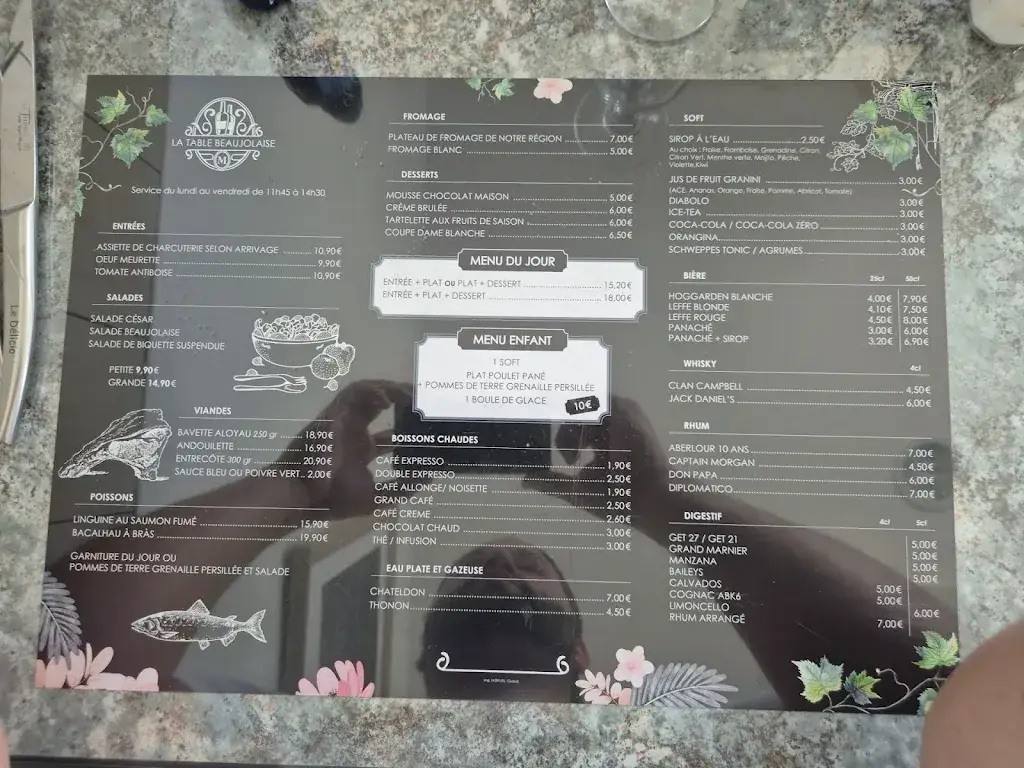 LA TABLE BEAUJOLAISE
M
Service du lundi au vendredi de 11h45 à 14h30
ENTRÉES
ASSIETTE DE CHARCUTERIE SELON ARRIVAGE 10,90€
OEUF MEURETTE 9,90€
TOMATE ANTIBOISE 10,90€
SALADES
SALADE CÉSAR
SALADE BEAUJOLAISE
SALADE DE BIQUETTE SUSPENDUE
PETITE 9,90€
GRANDE 14,90€
VIANDES
BAVETTE ALOYAU 250 gr 18,90€
ANDOUILLETTE 16,90€
ENTRECÔTE 300 gr 20,90€
SAUCE BLEU OU POIVRE VERT.. 2,00€
POISSONS
LINGUINE AU SAUMON FUMÉ 15,90€
BACALHAU À BRÀS 19,90€
GARNITURE DU JOUR OU
POMMES DE TERRE GRENAILLE PERSILLÉE ET SALADE
FROMAGE
PLATEAU DE FROMAGE DE NOTRE RÉGION 7,00€
FROMAGE BLANC 5,00€
DESSERTS
MOUSSE CHOCOLAT MAISON 5,00€
CRÈME BRULÉE 6,00€
TARTELETTE AUX FRUITS DE SAISON 6,00€
COUPE DAME BLANCHE 6,50€
MENU DU JOUR
ENTRÉE + PLAT ou PLAT + DESSERT 15,20€
ENTRÉE + PLAT + DESSERT 18,00€
MENU ENFANT
1 SOFT
PLAT POULET PANÉ
+ POMMES DE TERRE GRENAILLE PERSILLÉE
1 BOULE DE GLACE
10€
BOISSONS CHAUDES
CAFÉ EXPRESSO 1,90€
DOUBLE EXPRESSO 2,50€
CAFÉ ALLONGE/ NOISETTE 1,90€
GRAND CAFÉ 2,50€
CAFÉ CREME 2,60€
CHOCOLAT CHAUD 3,00€
THÉ / INFUSION 3,00€
EAU PLATE ET GAZEUSE
CHATELDON 7,00€
THONON 4,50€
SOFT
SIROP À L'EAU 2,50€
Au choix : Fraise, Framboise, Grenadine, Citron,
Citron Vert, Menthe verte, Mojito, Pêche,
Violette,Kiwi
JUS DE FRUIT GRANINI 3,00€
(ACE, Ananas, Orange, Fraise, Pomme, Abricot, Tomate)
DIABOLO 3,00€
ICE-TEA 3,00€
COCA-COLA / COCA-COLA ZÉRO 3,00€
ORANGINA 3,00€
SCHWEPPES TONIC / AGRUMES 3,00€
BIÈRE 25cl 50cl
HOGGARDEN BLANCHE 4,00€ 7,90€
LEFFE BLONDE 4,10€ 7,50€
LEFFE ROUGE 4,50€ 8,00€
PANACHÉ 3,00€ 6,00€
PANACHÉ + SIROP 3,20€ 6,90€
WHISKY 4cl
CLAN CAMPBELL 4,50€
JACK DANIEL'S 6,00€
RHUM
ABERLOUR 10 ANS 7,00€
CAPTAIN MORGAN 4,50€
DON PAPA 6,00€
DIPLOMATICO 7,00€
DIGESTIF 4cl 5cl
GET 27 / GET 21 5,00€
GRAND MARNIER 5,00€
MANZANA 5,00€
BAILEYS 5,00€
CALVADOS 5,00€
COGNAC ABK6 5,00€
LIMONCELLO 6,00€
RHUM ARRANGÉ 7,00€
Le Délicio